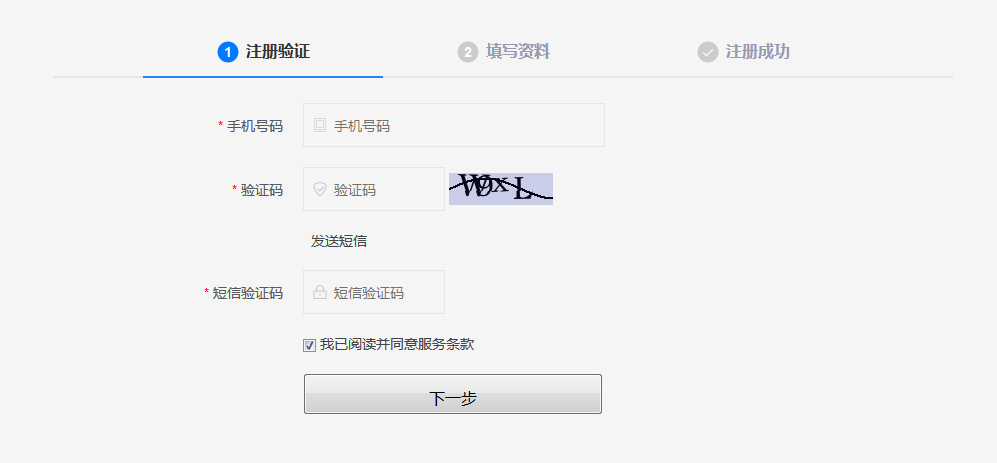 1 注册验证 2 填写资料 注册成功
* 手机号码 手机号码
* 验证码 验证码 W9xL
发送短信
* 短信验证码 短信验证码
我已阅读并同意服务条款
下一步